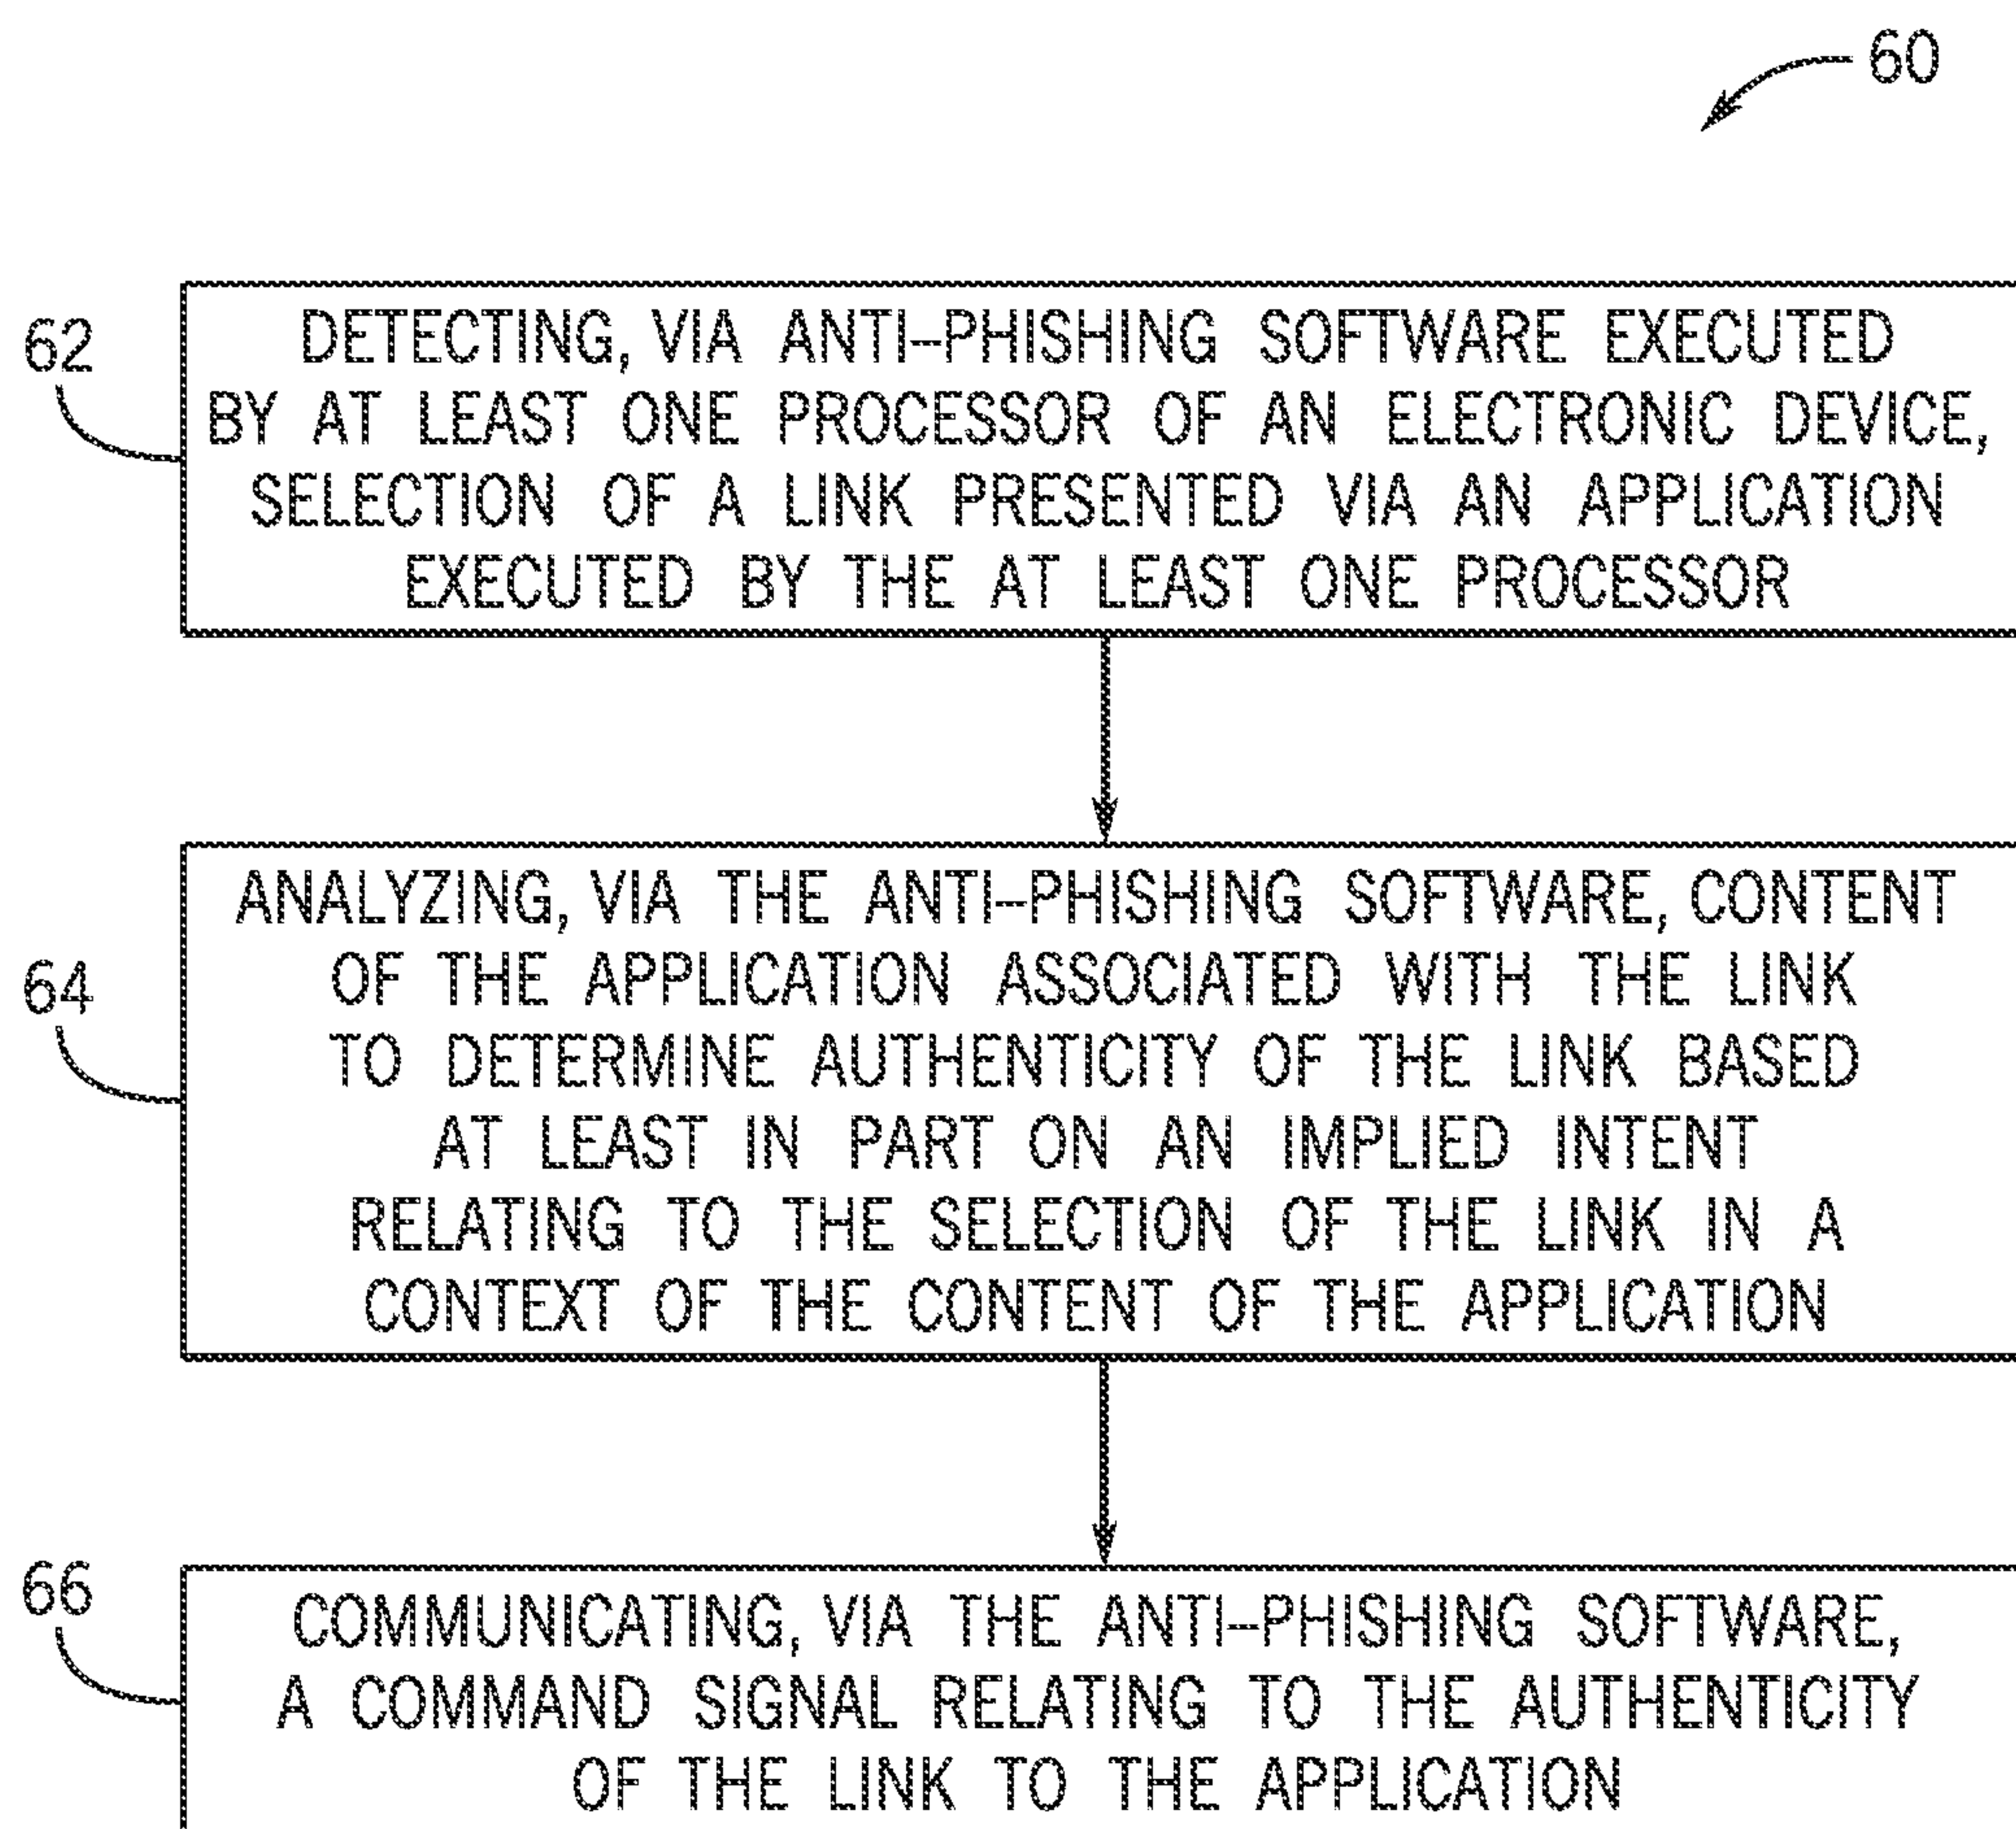 60
62
DETECTING, VIA ANTI-PHISHING SOFTWARE EXECUTED
BY AT LEAST ONE PROCESSOR OF AN ELECTRONIC DEVICE,
SELECTION OF A LINK PRESENTED VIA AN APPLICATION
EXECUTED BY THE AT LEAST ONE PROCESSOR
64
ANALYZING, VIA THE ANTI-PHISHING SOFTWARE, CONTENT
OF THE APPLICATION ASSOCIATED WITH THE LINK
TO DETERMINE AUTHENTICITY OF THE LINK BASED
AT LEAST IN PART ON AN IMPLIED INTENT
RELATING TO THE SELECTION OF THE LINK IN A
CONTEXT OF THE CONTENT OF THE APPLICATION
66
COMMUNICATING, VIA THE ANTI-PHISHING SOFTWARE,
A COMMAND SIGNAL RELATING TO THE AUTHENTICITY
OF THE LINK TO THE APPLICATION